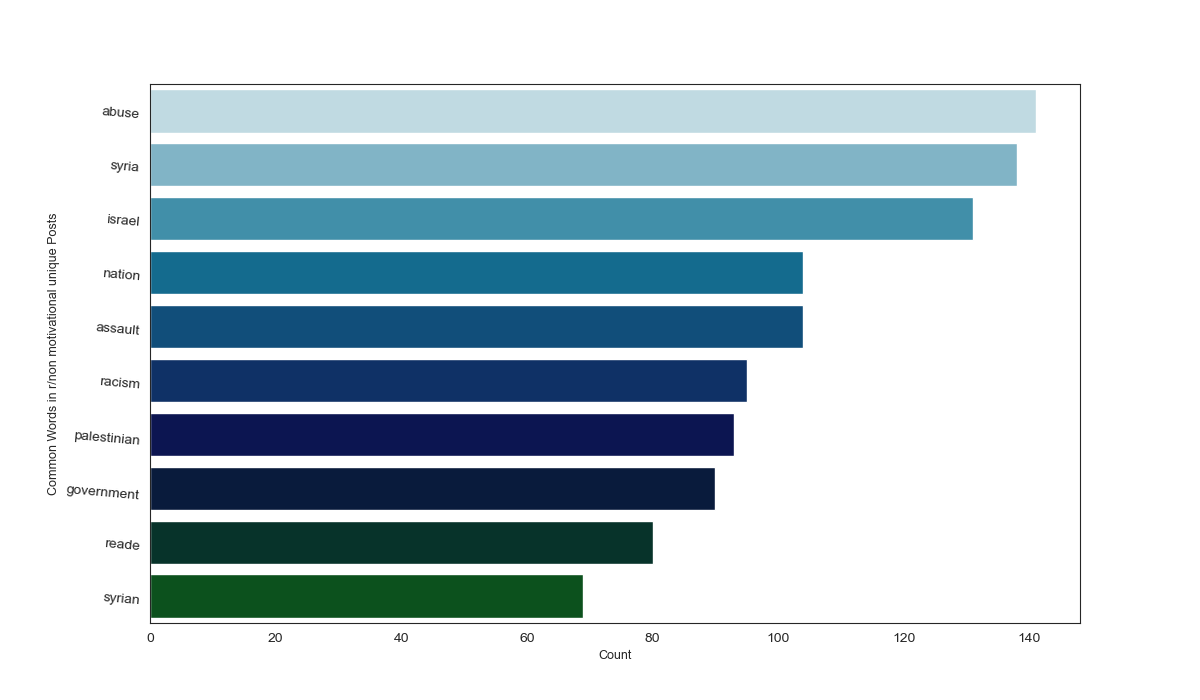 abuse
syria
israel
nation
assault
racism
palestinian
government
reade
syrian
Common Words in r/non motivational unique Posts
0 20 40 60 80 100 120 140
Count